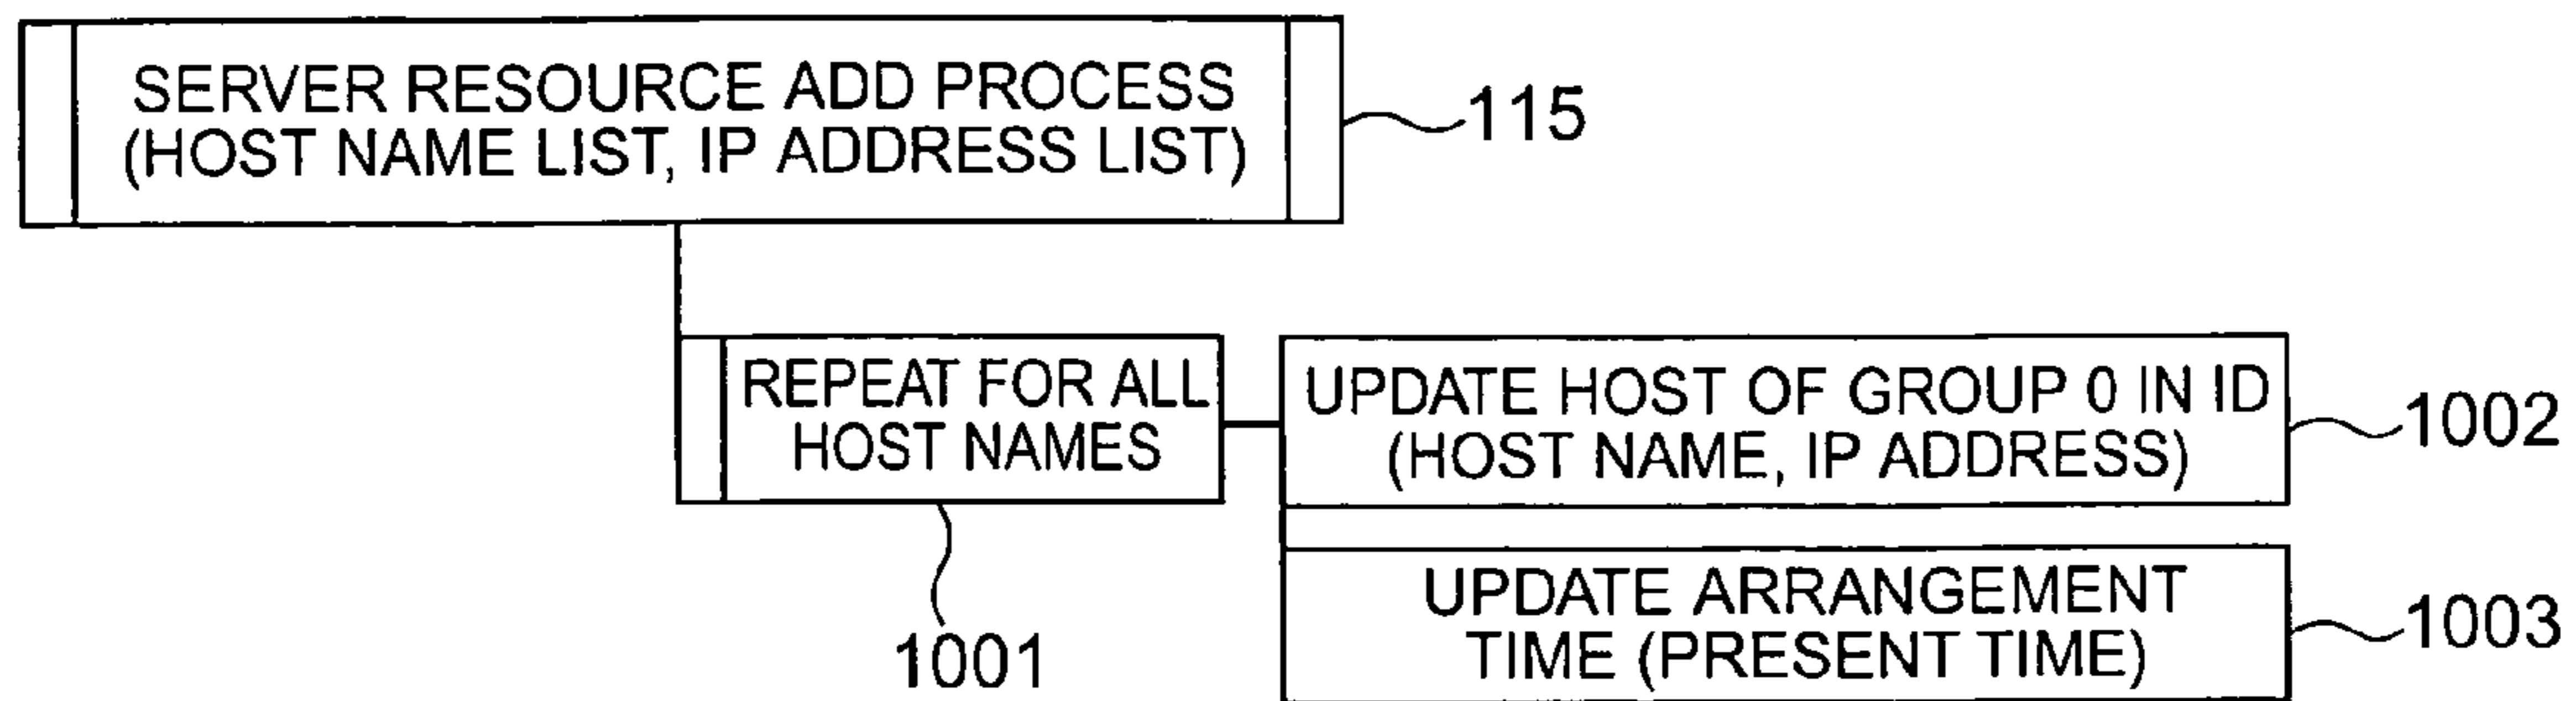 SERVER RESOURCE ADD PROCESS
(HOST NAME LIST, IP ADDRESS LIST)
115
REPEAT FOR ALL
HOST NAMES
1001
UPDATE HOST OF GROUP 0 IN ID
(HOST NAME, IP ADDRESS)
1002
UPDATE ARRANGEMENT
TIME (PRESENT TIME)
1003